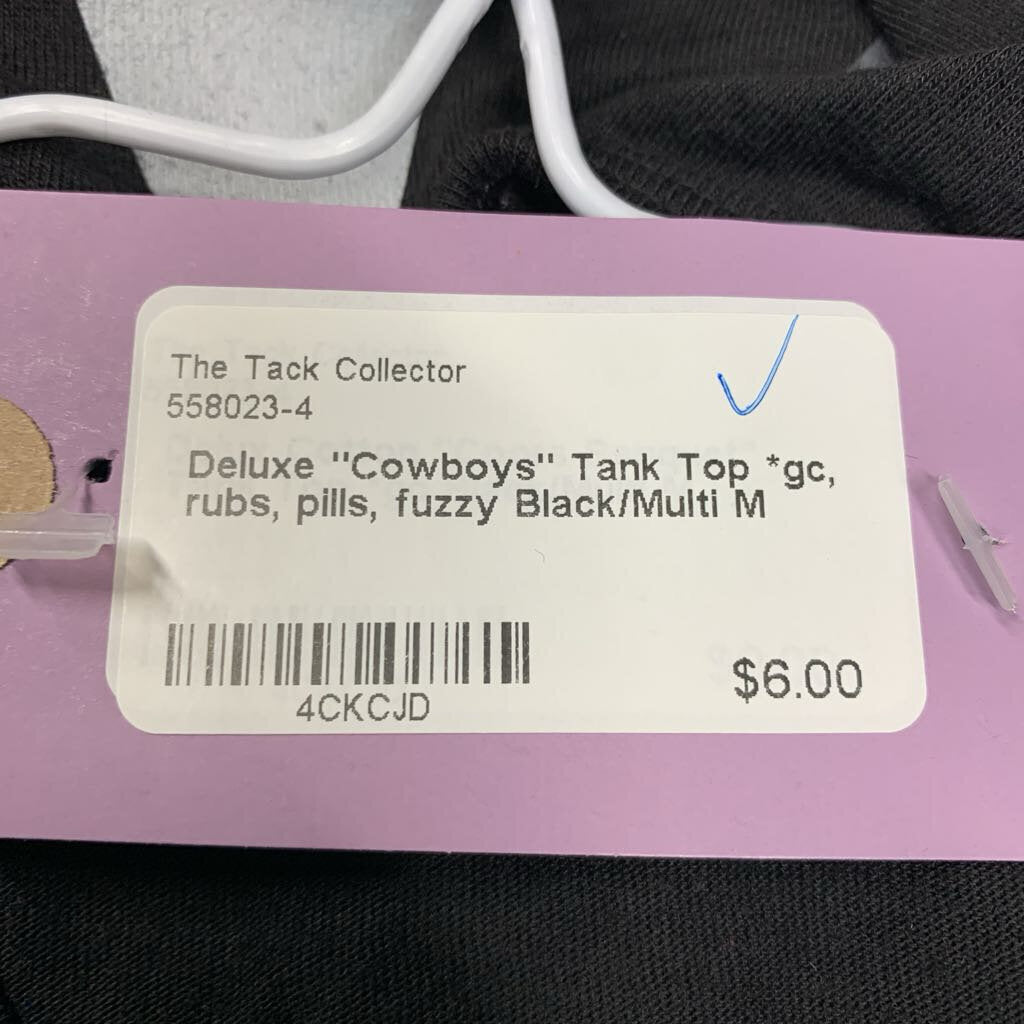 The Tack Collector
558023-4
Deluxe "Cowboys" Tank Top *gc,
rubs, pills, fuzzy Black/Multi M
4CKCJD
$6.00